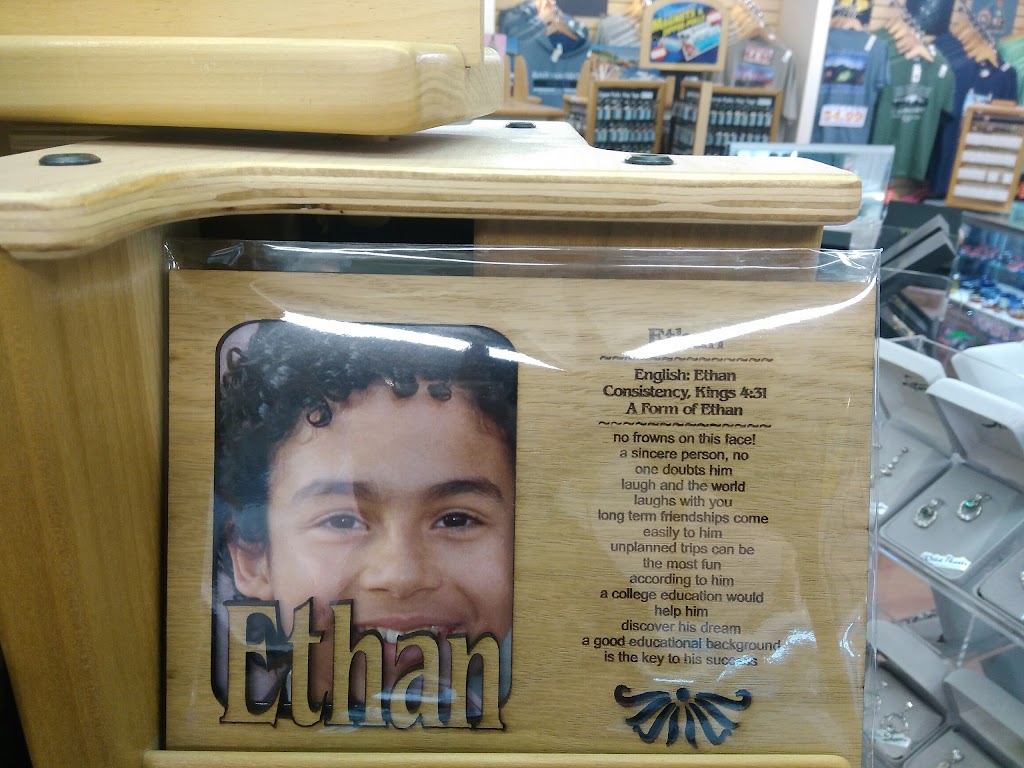 $4.99
Ethan
English: Ethan
Consistency, Kings 4:31
A Form of Ethan
no frowns on this face!
a sincere person, no
one doubts him
laugh and the world
laughs with you
long term friendships come
easily to him
unplanned trips can be
the most fun
according to him
a college education would
help him
discover his dream
a good educational background
is the key to his success
Ethan